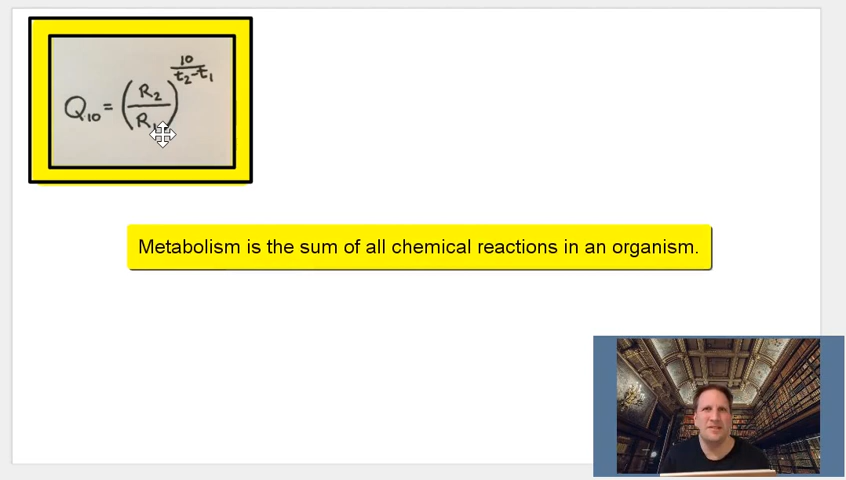 Q₁₀ = (R₂/R₁)^(10/(t₂-t₁))
Metabolism is the sum of all chemical reactions in an organism.